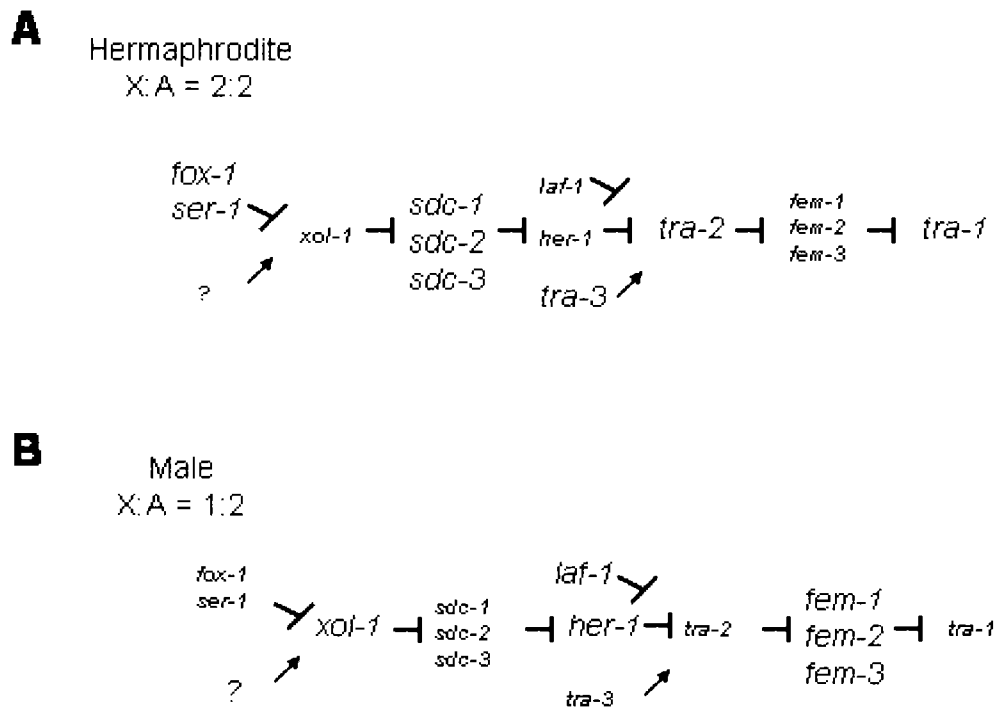 A
Hermaphrodite
X:A = 2:2
fox-1
ser-1
?
xol-1
sdc-1
sdc-2
sdc-3
laf-1
her-1
tra-3
tra-2
fem-1
fem-2
fem-3
tra-1
B
Male
X:A = 1:2
fox-1
ser-1
?
xol-1
sdc-1
sdc-2
sdc-3
laf-1
her-1
tra-3
tra-2
fem-1
fem-2
fem-3
tra-1